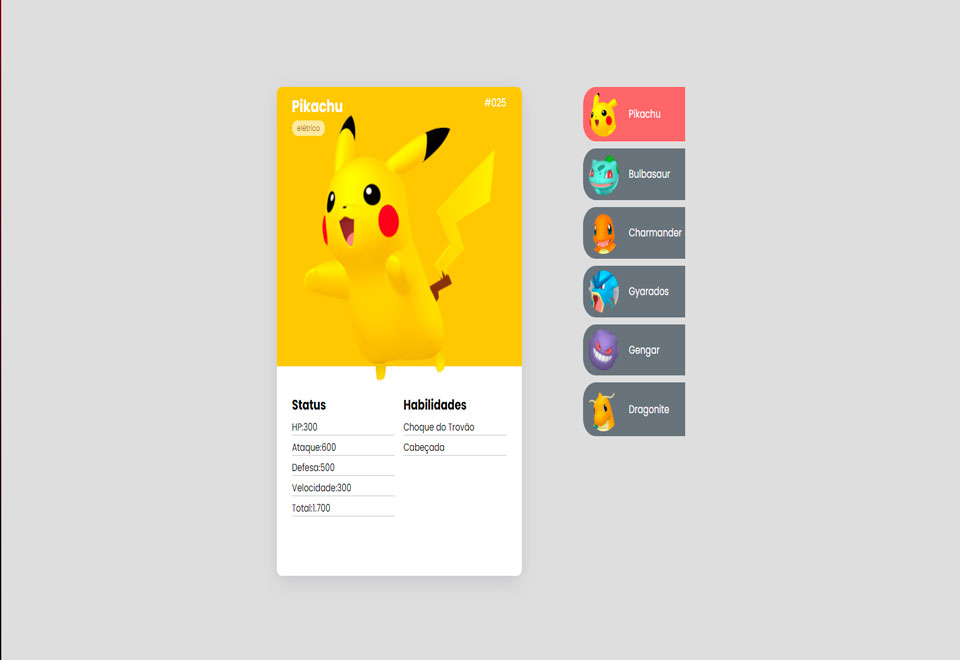 Pikachu
#025
elétrico
Status
HP:300
Ataque:600
Defesa:500
Velocidade:300
Total:1.700
Habilidades
Choque do Trovão
Cabeçada
Pikachu
Bulbasaur
Charmander
Gyarados
Gengar
Dragonite